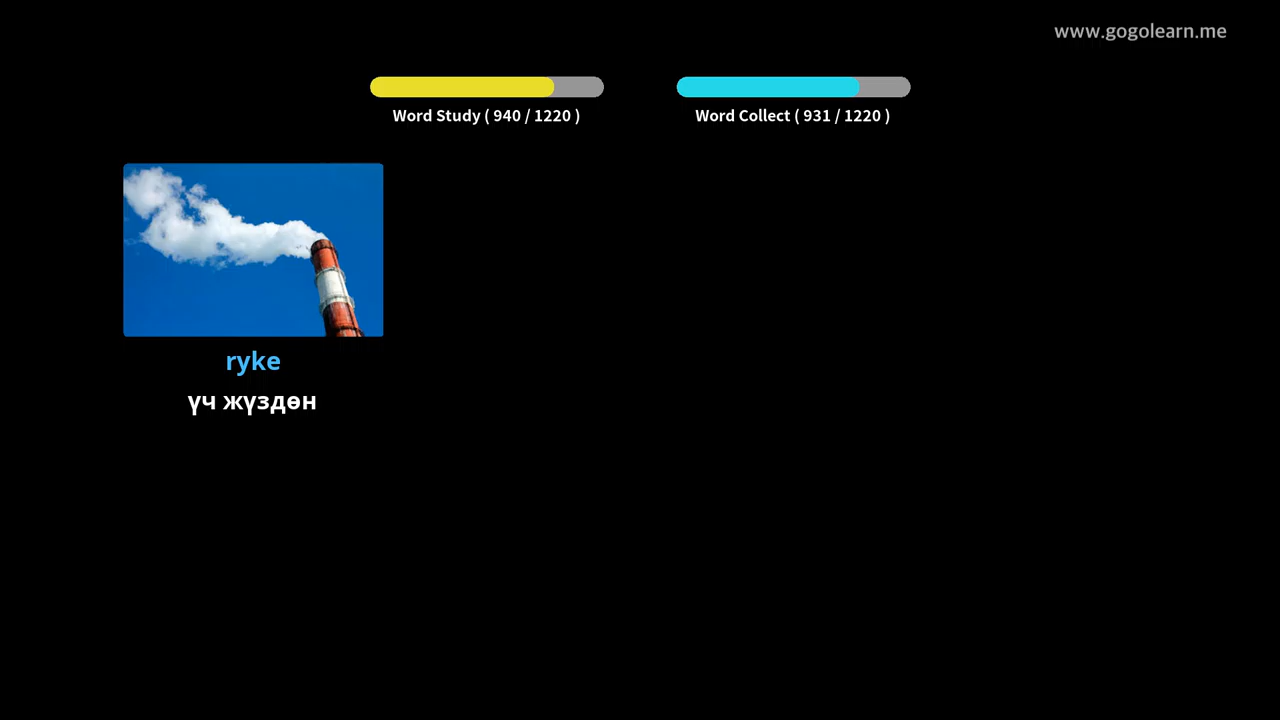 www.gogolearn.me
Word Study ( 940 / 1220 )
Word Collect ( 931 / 1220 )
ryke
үч жүздөн